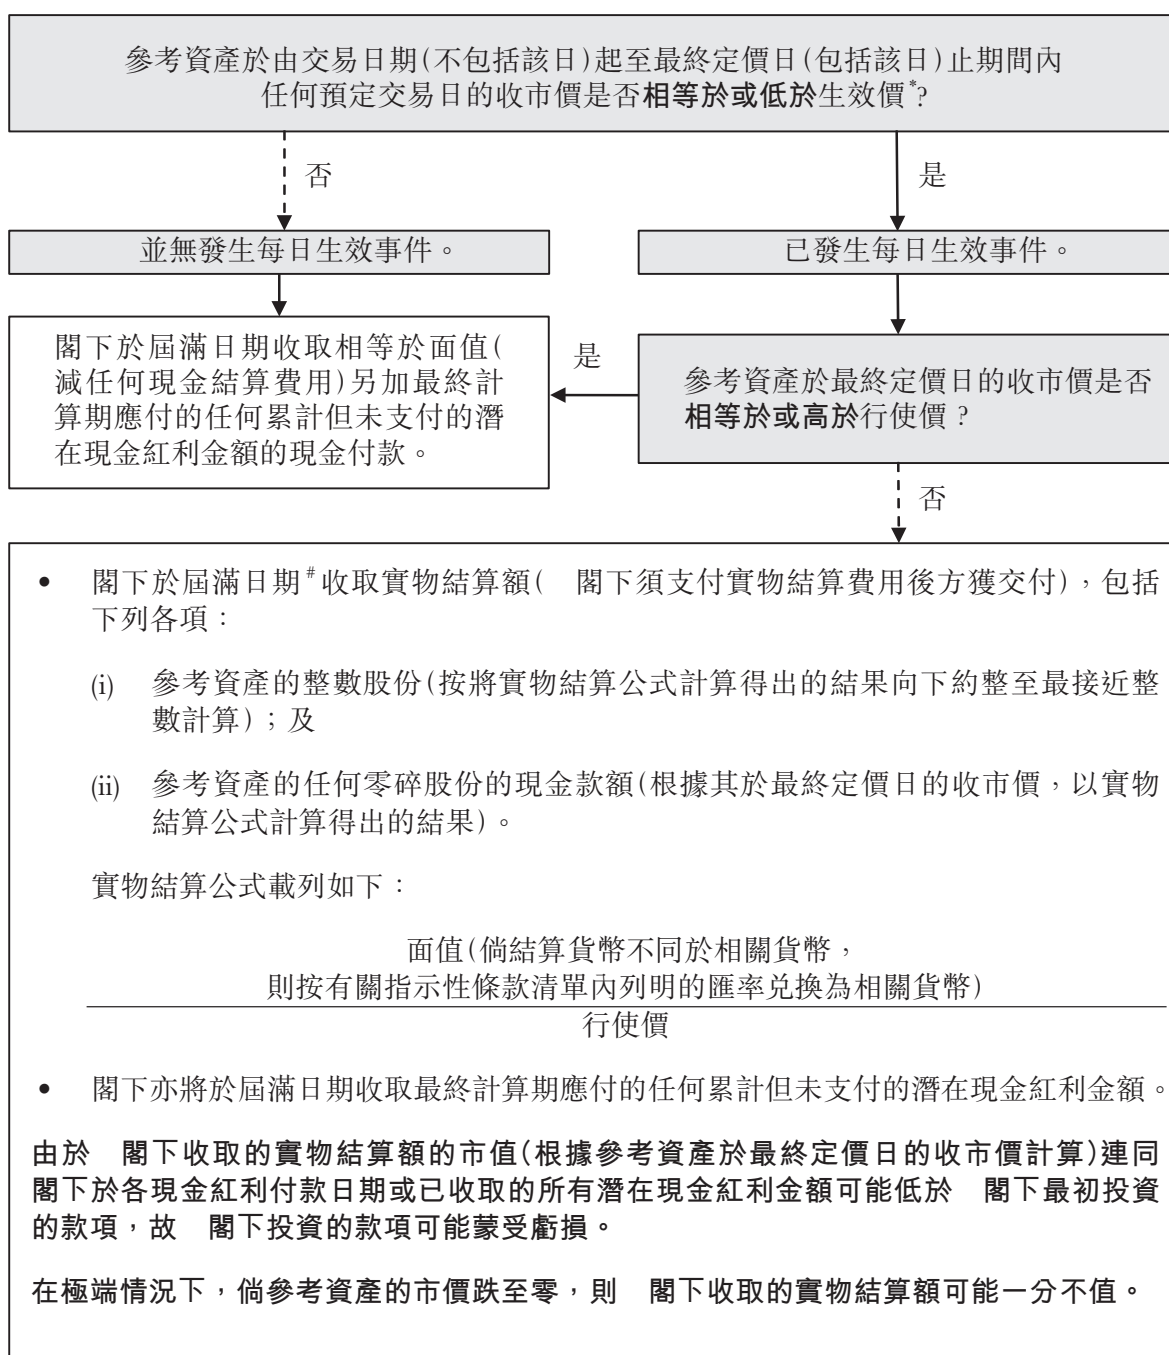 參考資產於由交易日期(不包括該日)起至最終定價日(包括該日)止期間內
任何預定交易日的收市價是否相等於或低於生效價*?
否
是
並無發生每日生效事件。
已發生每日生效事件。
閣下於屆滿日期收取相等於面值(
減任何現金結算費用)另加最終計
算期應付的任何累計但未支付的潛
在現金紅利金額的現金付款。
是
參考資產於最終定價日的收市價是否
相等於或高於行使價?
否
• 閣下於屆滿日期#收取實物結算額( 閣下須支付實物結算費用後方獲交付),包括
下列各項:
(i) 參考資產的整數股份(按將實物結算公式計算得出的結果向下約整至最接近整
數計算);及
(ii) 參考資產的任何零碎股份的現金款額(根據其於最終定價日的收市價,以實物
結算公式計算得出的結果)。
實物結算公式載列如下:
面值(倘結算貨幣不同於相關貨幣,
則按有關指示性條款清單內列明的匯率兌換為相關貨幣)
行使價
• 閣下亦將於屆滿日期收取最終計算期應付的任何累計但未支付的潛在現金紅利金額。
由於 閣下收取的實物結算額的市值(根據參考資產於最終定價日的收市價計算)連同
閣下於各現金紅利付款日期或已收取的所有潛在現金紅利金額可能低於 閣下最初投資
的款項,故 閣下投資的款項可能蒙受虧損。
在極端情況下,倘參考資產的市價跌至零,則 閣下收取的實物結算額可能一分不值。